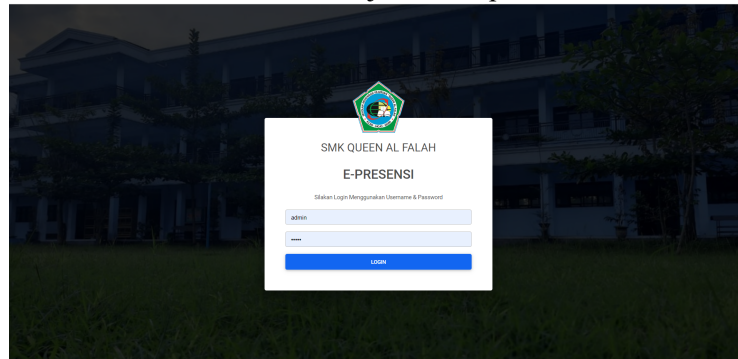 SMK QUEEN AL FALAH
E-PRESENSI
Silakan Login Menggunakan Username & Password
admin
•••••
LOGIN